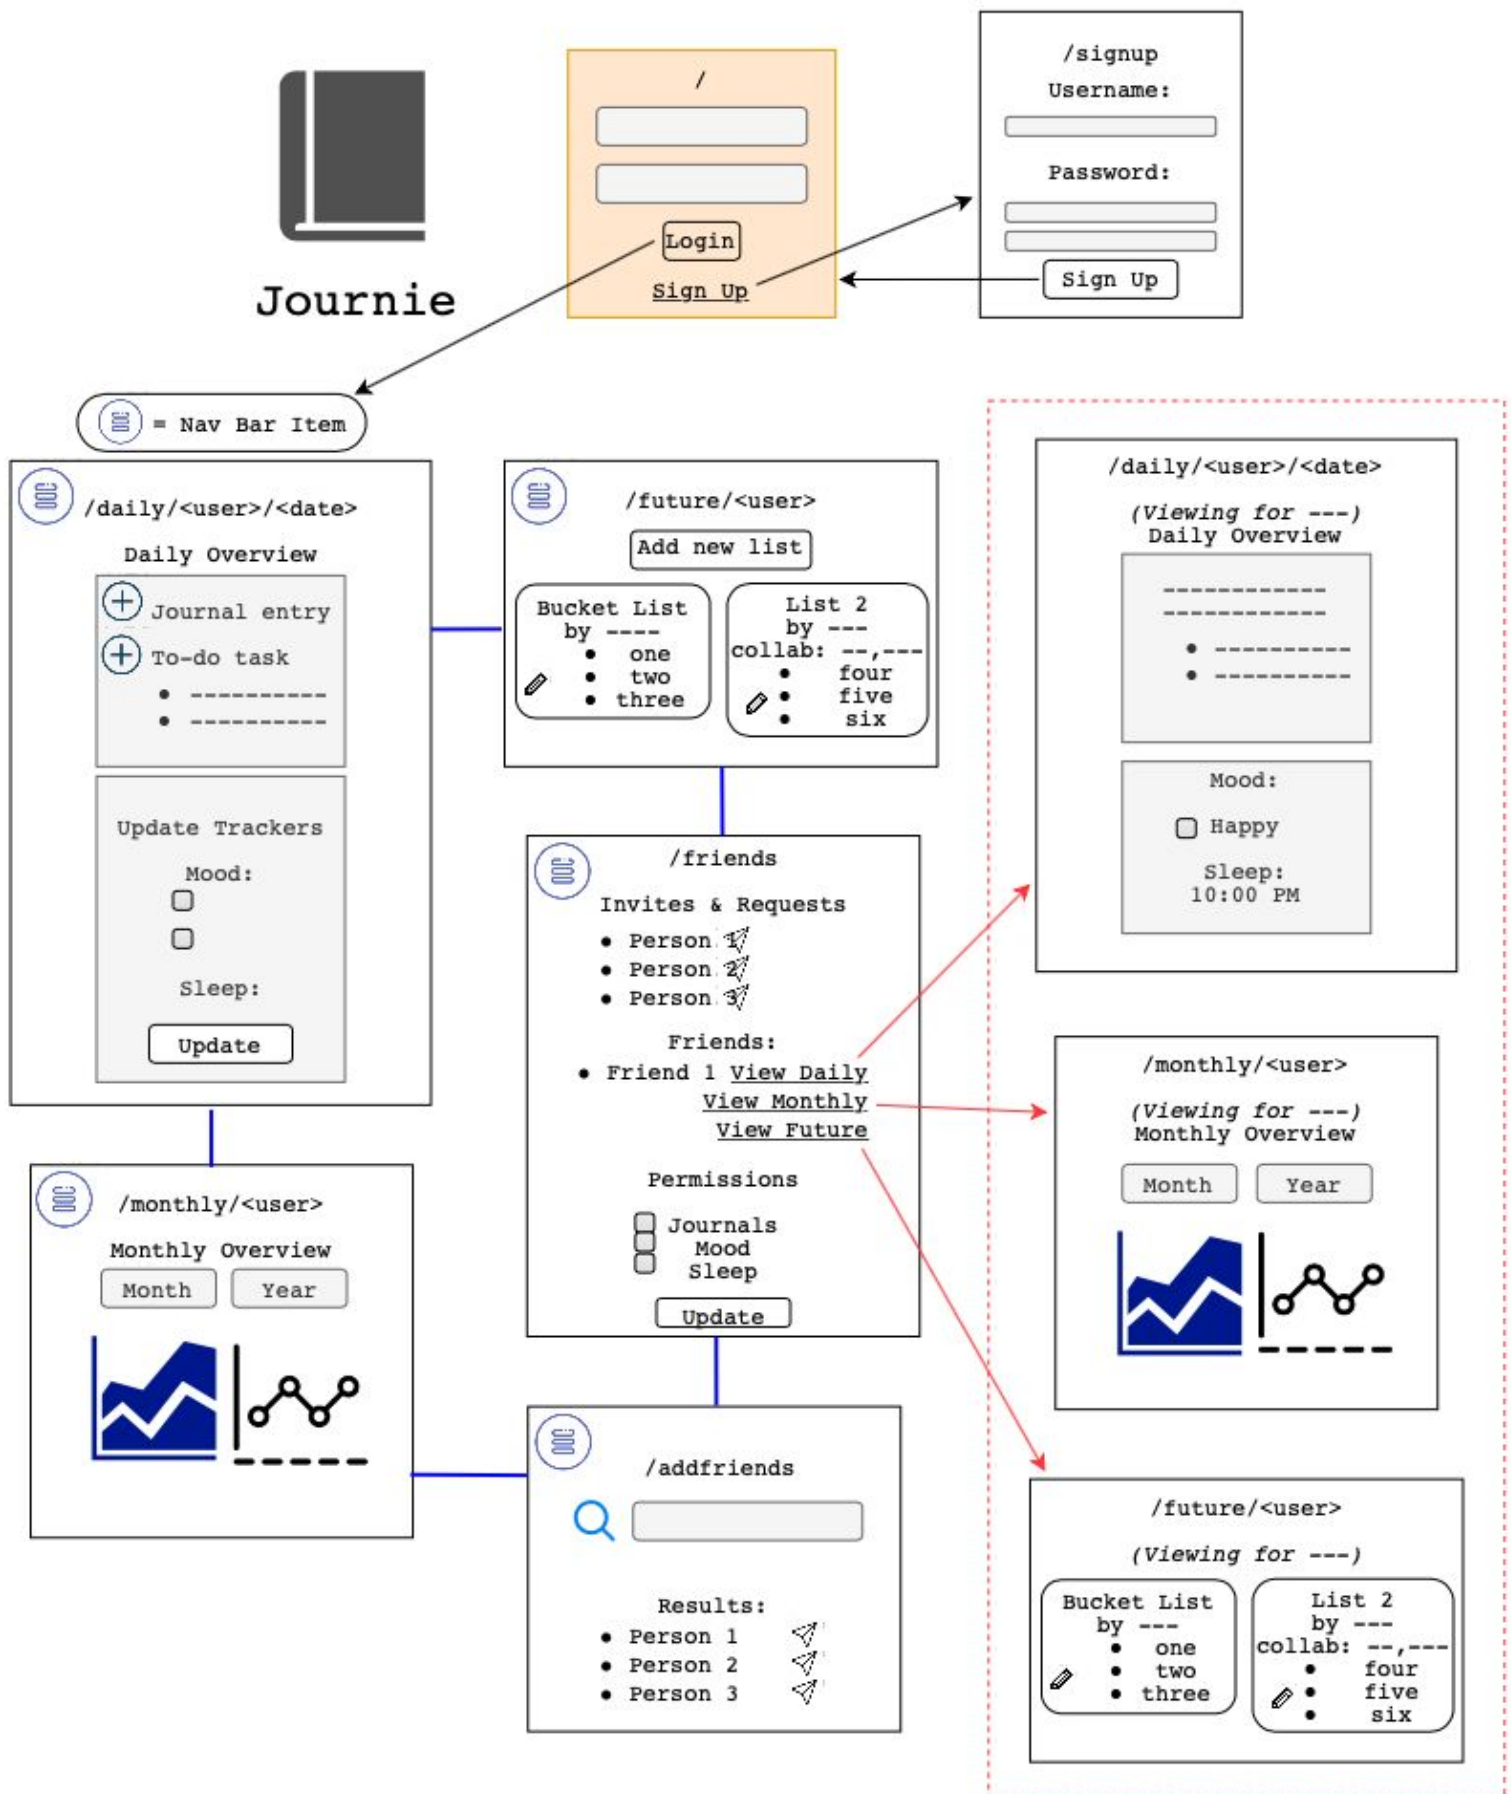 Journie
/
Login
Sign Up
/signup
Username:
Password:
Sign Up
= Nav Bar Item
/daily/<user>/<date>
Daily Overview
Journal entry
To-do task
----------
----------
Update Trackers
Mood:
Sleep:
Update
/future/<user>
Add new list
Bucket List
by ----
one
two
three
List 2
by ---
collab: --,---
four
five
six
/friends
Invites & Requests
Person 1
Person 2
Person 3
Friends:
Friend 1 View Daily
View Monthly
View Future
Permissions
Journals
Mood
Sleep
Update
/monthly/<user>
Monthly Overview
Month Year
/addfriends
Results:
Person 1
Person 2
Person 3
/daily/<user>/<date>
(Viewing for ---)
Daily Overview
------------
------------
----------
----------
Mood:
Happy
Sleep:
10:00 PM
/monthly/<user>
(Viewing for ---)
Monthly Overview
Month Year
/future/<user>
(Viewing for ---)
Bucket List
by ---
one
two
three
List 2
by ---
collab: --,---
four
five
six